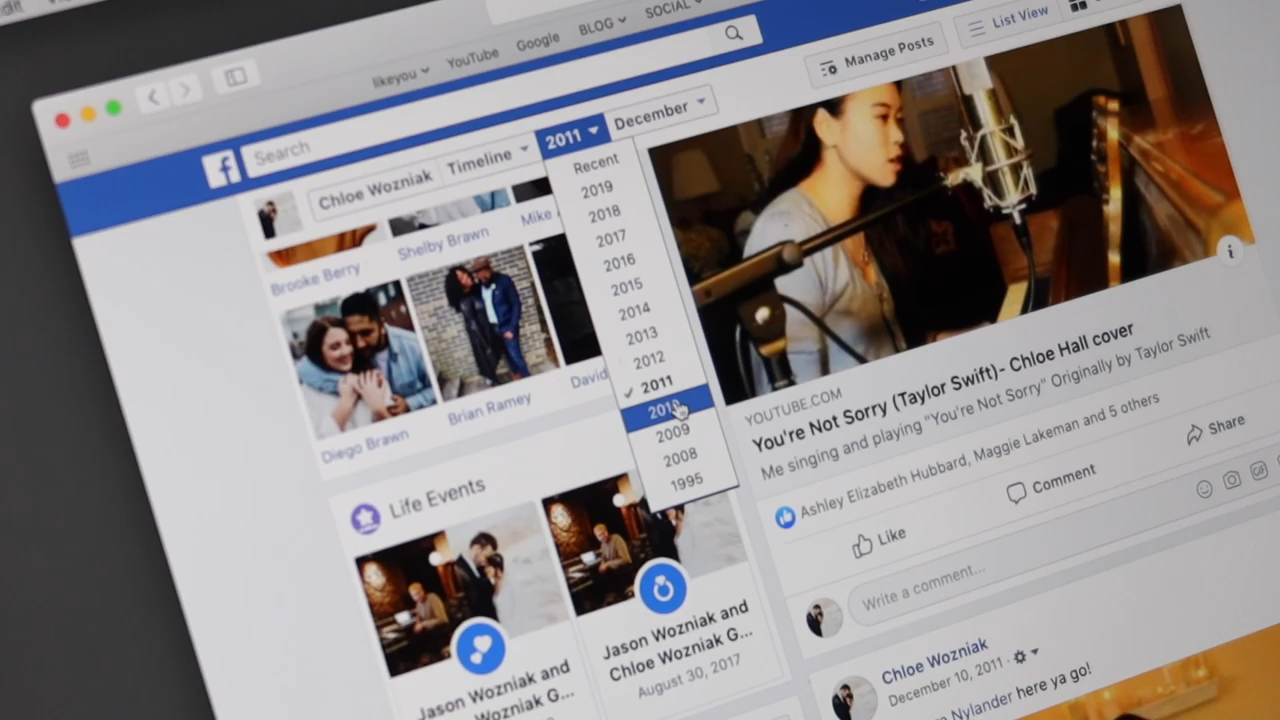 likeyou
YouTube
Google
BLOG
SOCIAL
f
Search
Chloe Wozniak
Timeline
2011
December
Manage Posts
List View
Recent
2019
2018
2017
2016
2015
2014
2013
2012
✓ 2011
2010
2009
2008
1995
Shelby Brawn
Mike
Brooke Berry
David
Brian Ramey
Diego Brawn
Life Events
Jason Wozniak and
Chloe Wozniak G...
August 30, 2017
Jason Wozniak and
Wozniak G...
YOUTUBE.COM
You're Not Sorry (Taylor Swift)- Chloe Hall cover
Me singing and playing "You're Not Sorry" Originally by Taylor Swift
Ashley Elizabeth Hubbard, Maggie Lakeman and 5 others
Like
Comment
Share
GIF
Write a comment...
Chloe Wozniak
December 10, 2011
Nylander here ya go!